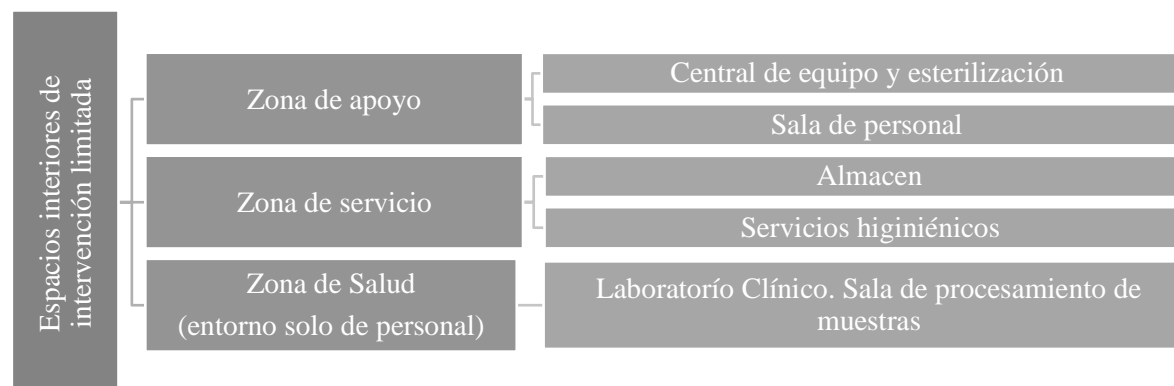 Espacios interiores de
intervención limitada
Zona de apoyo
Central de equipo y esterilización
Sala de personal
Zona de servicio
Almacen
Servicios higiniénicos
Zona de Salud
(entorno solo de personal)
Laboratorío Clínico. Sala de procesamiento de
muestras